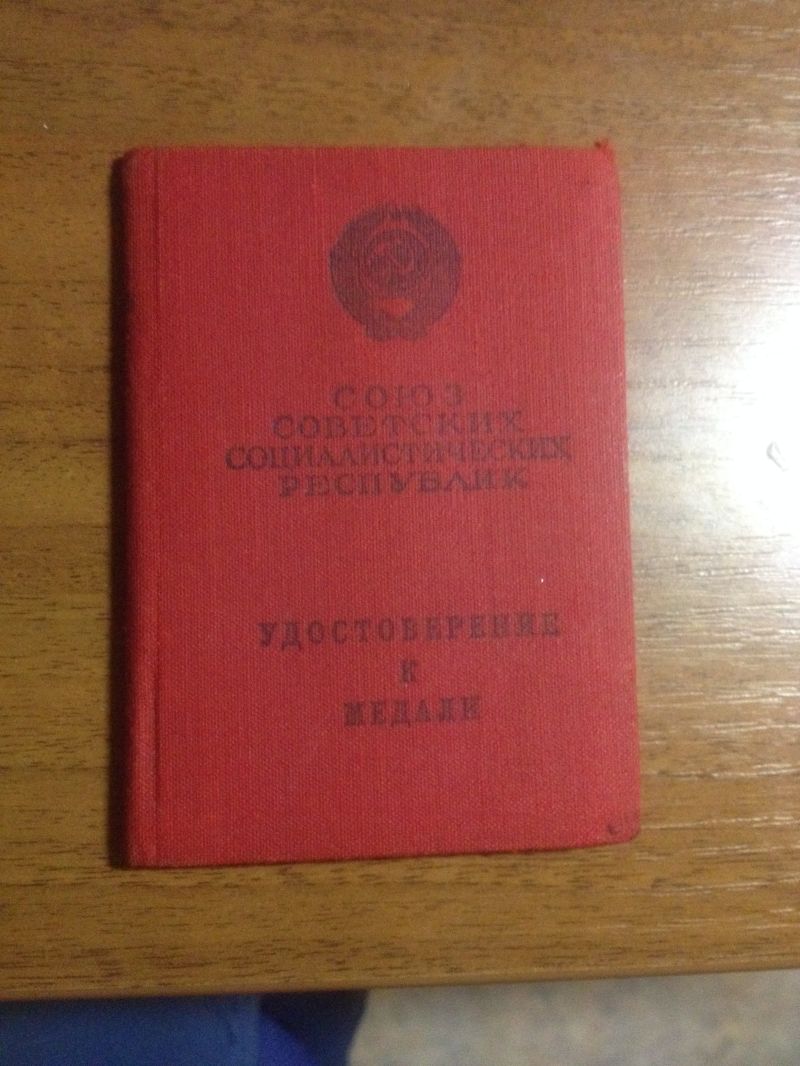 СОЮЗ
СОВЕТСКИХ
СОЦИАЛИСТИЧЕСКИХ
РЕСПУБЛИК
УДОСТОВЕРЕНИЕ
К
МЕДАЛИ